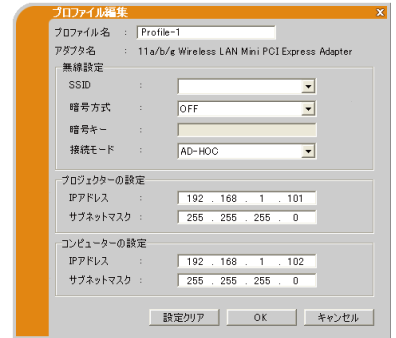 プロファイル編集
プロファイル名 : Profile-1
アダプタ名 : 11a/b/g Wireless LAN Mini PCI Express Adapter
無線設定
SSID :
暗号方式 : OFF
暗号キー :
接続モード : AD-HOC
プロジェクターの設定
IPアドレス : 192 . 168 . 1 . 101
サブネットマスク : 255 . 255 . 255 . 0
コンピューターの設定
IPアドレス : 192 . 168 . 1 . 102
サブネットマスク : 255 . 255 . 255 . 0
設定クリア OK キャンセル